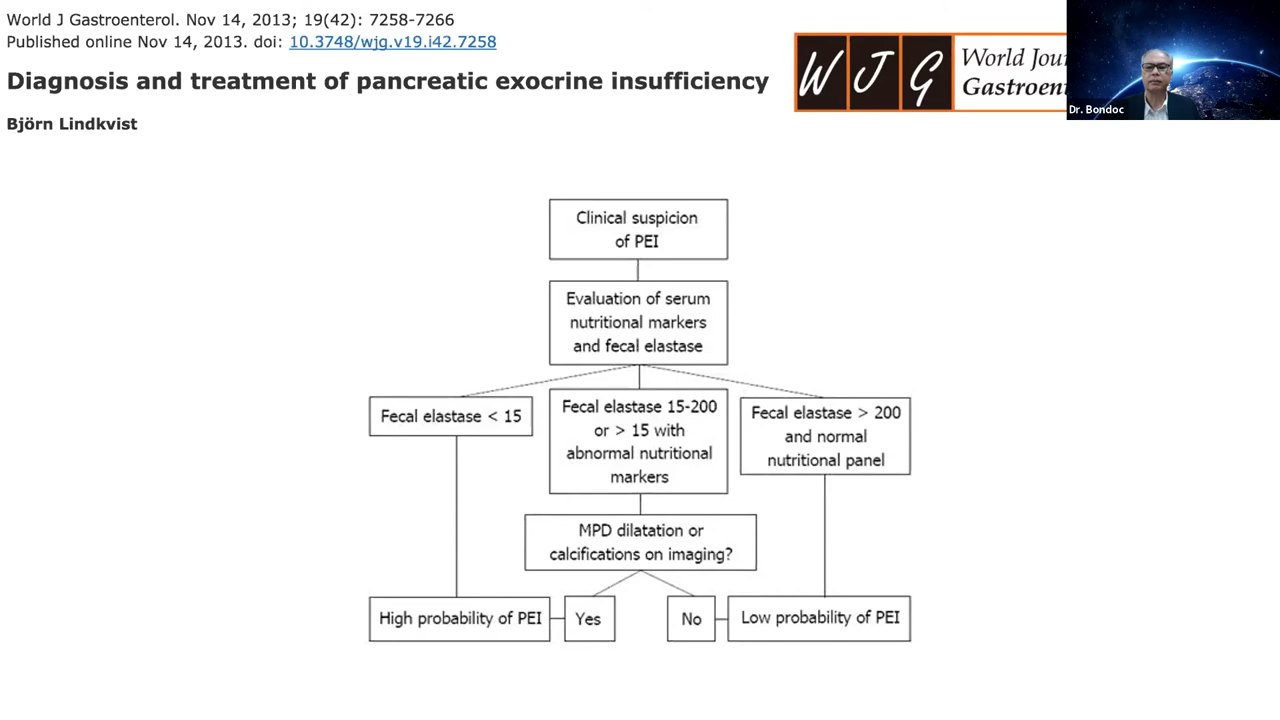 World J Gastroenterol. Nov 14, 2013; 19(42): 7258-7266
Published online Nov 14, 2013. doi: 10.3748/wjg.v19.i42.7258
Diagnosis and treatment of pancreatic exocrine insufficiency
Björn Lindkvist
W J G
World Jou
Gastroen
Dr. Bondoc
Clinical suspicion
of PEI
Evaluation of serum
nutritional markers
and fecal elastase
Fecal elastase < 15
Fecal elastase 15-200
or > 15 with
abnormal nutritional
markers
Fecal elastase > 200
and normal
nutritional panel
MPD dilatation or
calcifications on imaging?
High probability of PEI
Yes
No
Low probability of PEI